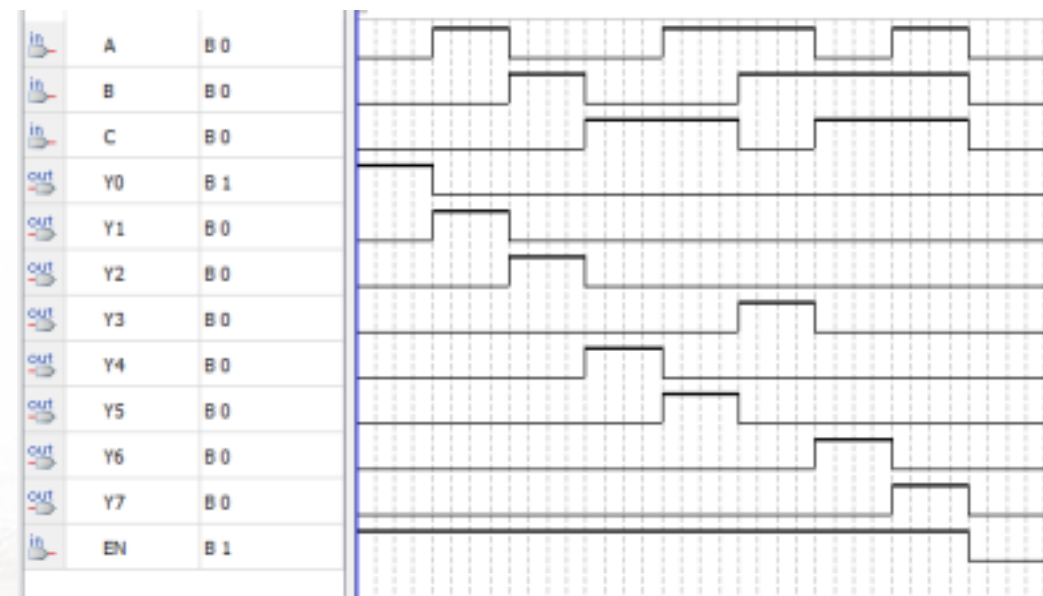 in A B 0
in B B 0
in C B 0
out Y0 B 1
out Y1 B 0
out Y2 B 0
out Y3 B 0
out Y4 B 0
out Y5 B 0
out Y6 B 0
out Y7 B 0
in EN B 1